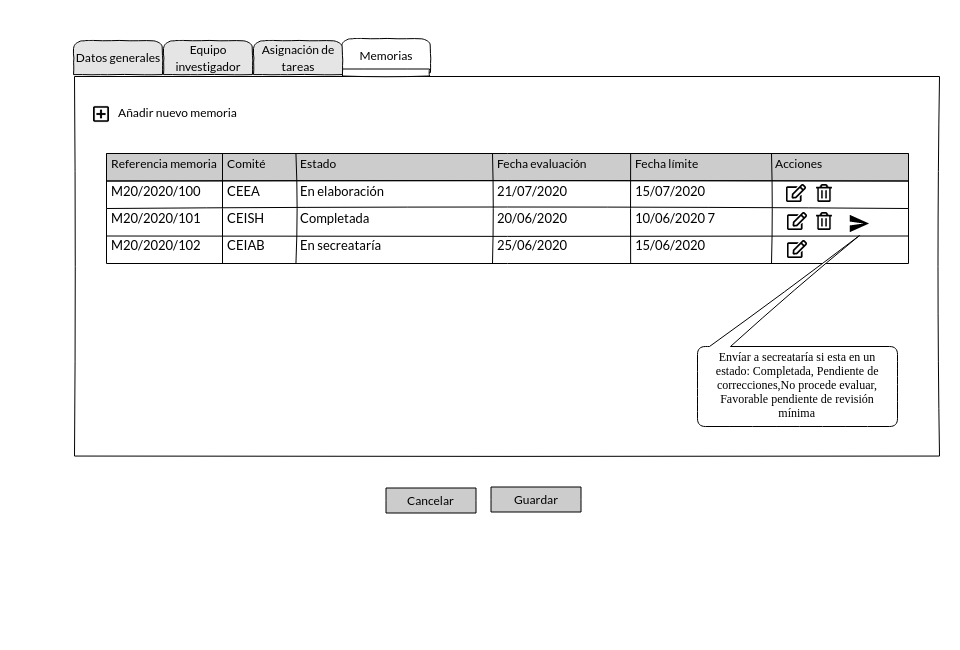 Datos generales
Equipo
investigador
Asignación de
tareas
Memorias
Añadir nuevo memoria
Referencia memoria Comité Estado Fecha evaluación Fecha límite Acciones
M20/2020/100 CEEA En elaboración 21/07/2020 15/07/2020
M20/2020/101 CEISH Completada 20/06/2020 10/06/2020 7
M20/2020/102 CEIAB En secreataría 25/06/2020 15/06/2020
Envíar a secreataría si esta en un
estado: Completada, Pendiente de
correcciones,No procede evaluar,
Favorable pendiente de revisión
mínima
Cancelar Guardar